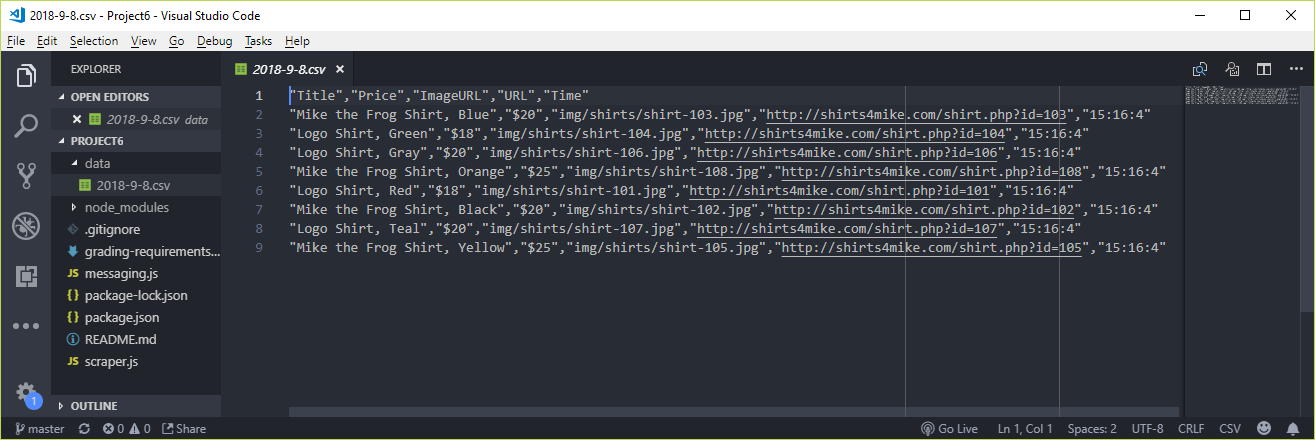 2018-9-8.csv - Project6 - Visual Studio Code
File Edit Selection View Go Debug Tasks Help
EXPLORER
OPEN EDITORS
2018-9-8.csv data
PROJECT6
data
2018-9-8.csv
node_modules
.gitignore
grading-requirements...
JS messaging.js
{} package-lock.json
{} package.json
README.md
JS scraper.js
OUTLINE
1
2018-9-8.csv
1 "Title","Price","ImageURL","URL","Time"
2 "Mike the Frog Shirt, Blue","$20","img/shirts/shirt-103.jpg","http://shirts4mike.com/shirt.php?id=103","15:16:4"
3 "Logo Shirt, Green","$18","img/shirts/shirt-104.jpg","http://shirts4mike.com/shirt.php?id=104","15:16:4"
4 "Logo Shirt, Gray","$20","img/shirts/shirt-106.jpg","http://shirts4mike.com/shirt.php?id=106","15:16:4"
5 "Mike the Frog Shirt, Orange","$25","img/shirts/shirt-108.jpg","http://shirts4mike.com/shirt.php?id=108","15:16:4"
6 "Logo Shirt, Red","$18","img/shirts/shirt-101.jpg","http://shirts4mike.com/shirt.php?id=101","15:16:4"
7 "Mike the Frog Shirt, Black","$20","img/shirts/shirt-102.jpg","http://shirts4mike.com/shirt.php?id=102","15:16:4"
8 "Logo Shirt, Teal","$20","img/shirts/shirt-107.jpg","http://shirts4mike.com/shirt.php?id=107","15:16:4"
9 "Mike the Frog Shirt, Yellow","$25","img/shirts/shirt-105.jpg","http://shirts4mike.com/shirt.php?id=105","15:16:4"
master 0 0 Share Go Live Ln 1, Col 1 Spaces: 2 UTF-8 CRLF CSV